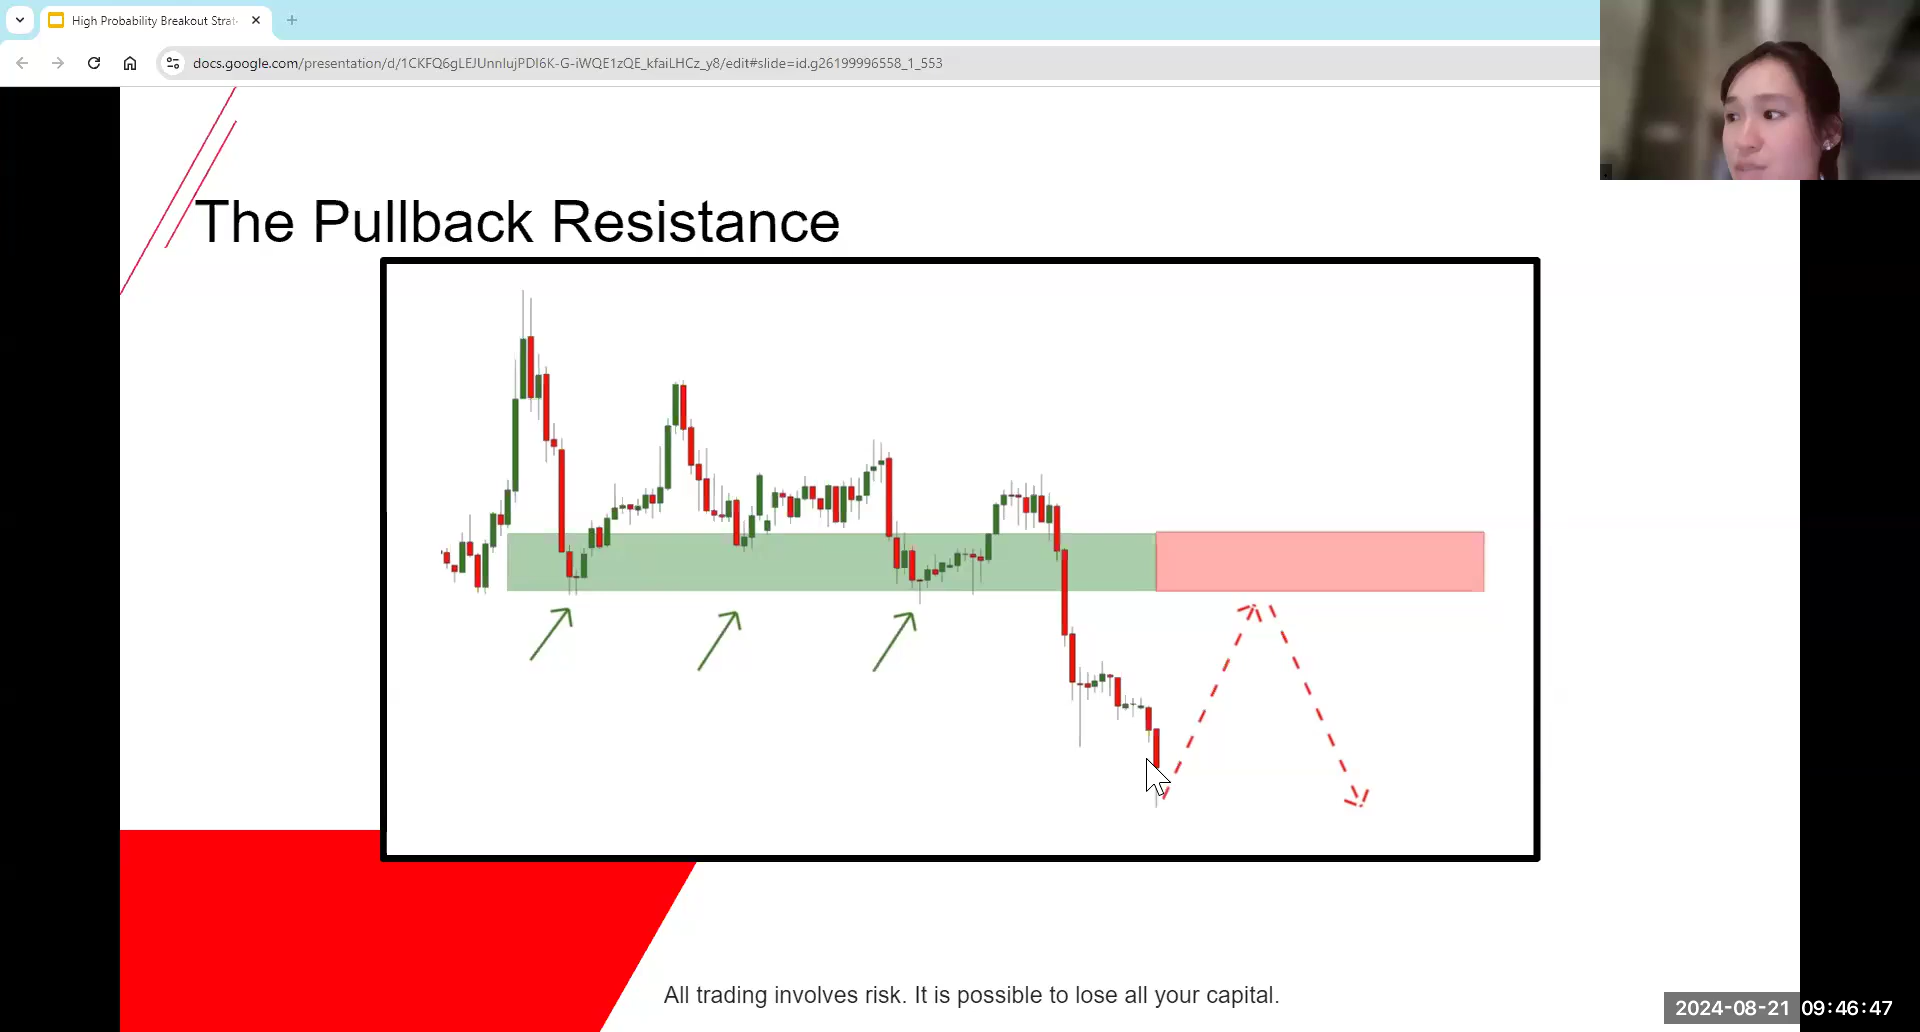 High Probability Breakout Strat
docs.google.com/presentation/d/1CKFQ6gLEJUnnlujPDI6K-G-iWQE1zQE_kfaiLHCz_y8/edit#slide=id.g26199996558_1_553
The Pullback Resistance
All trading involves risk. It is possible to lose all your capital.
2024-08-21 09:46:47